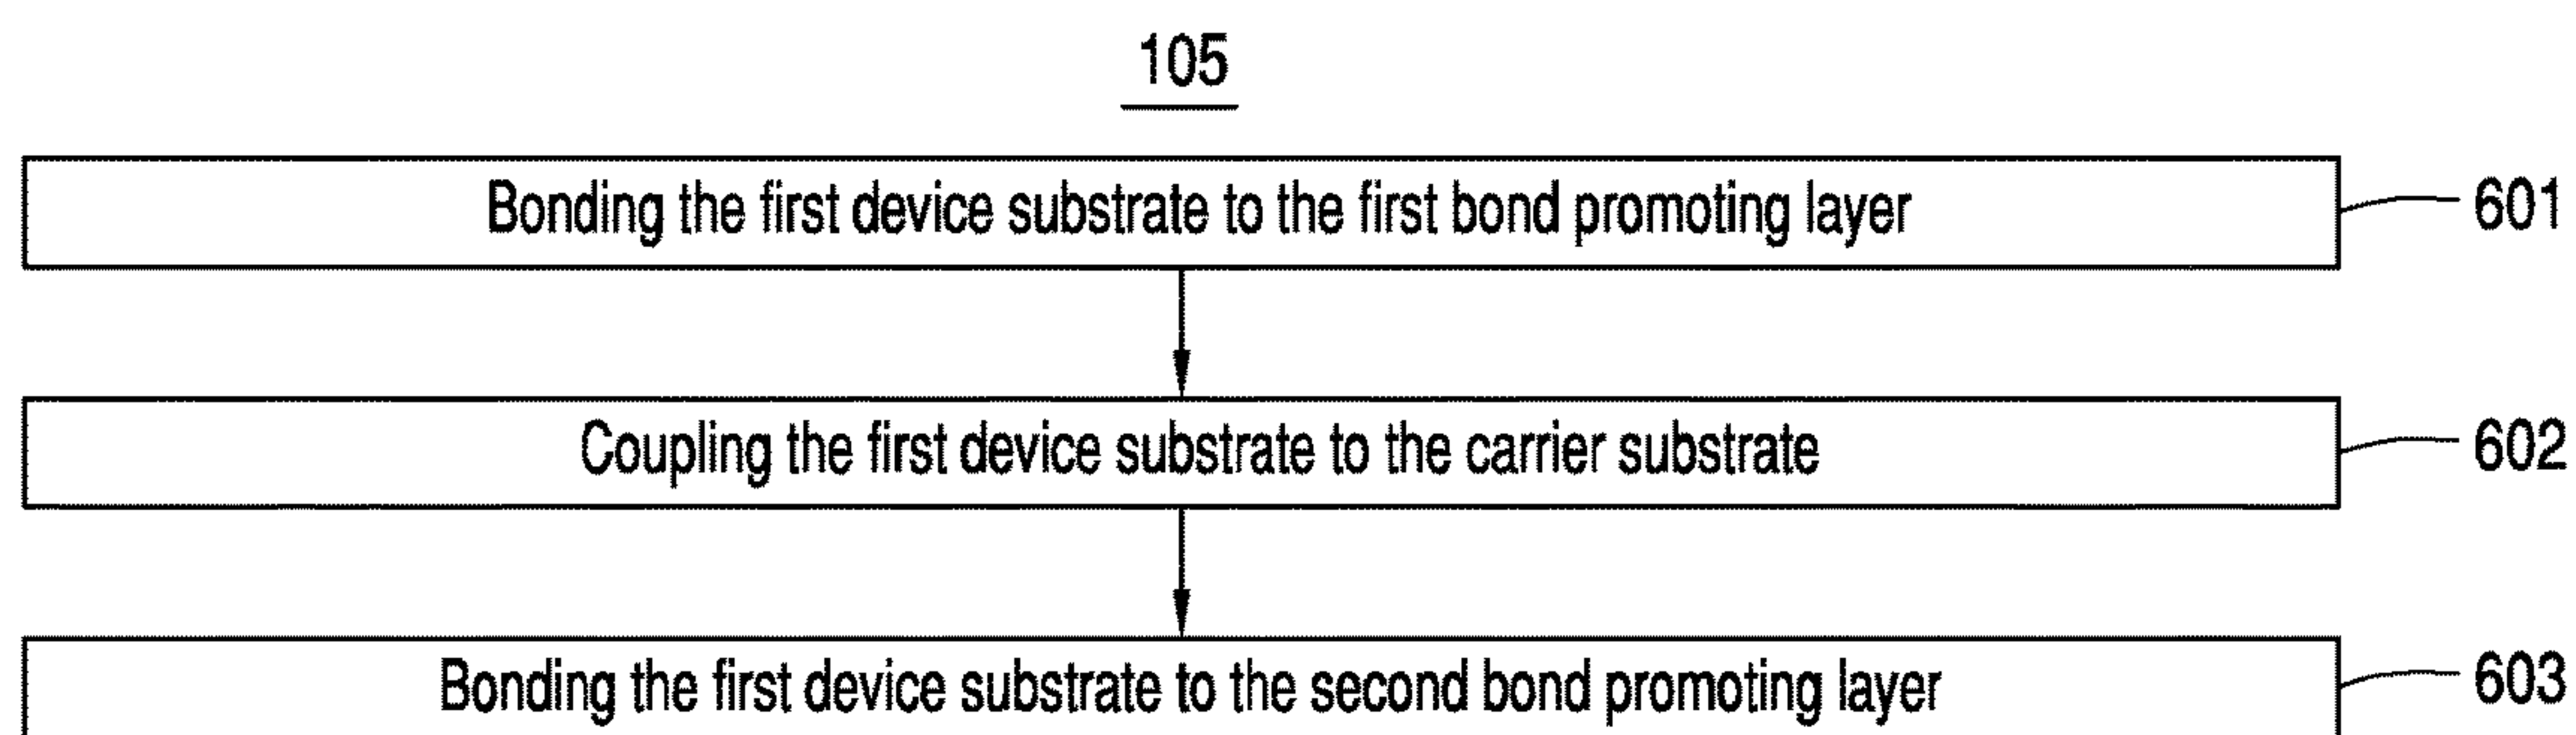 105
Bonding the first device substrate to the first bond promoting layer 601
Coupling the first device substrate to the carrier substrate 602
Bonding the first device substrate to the second bond promoting layer 603